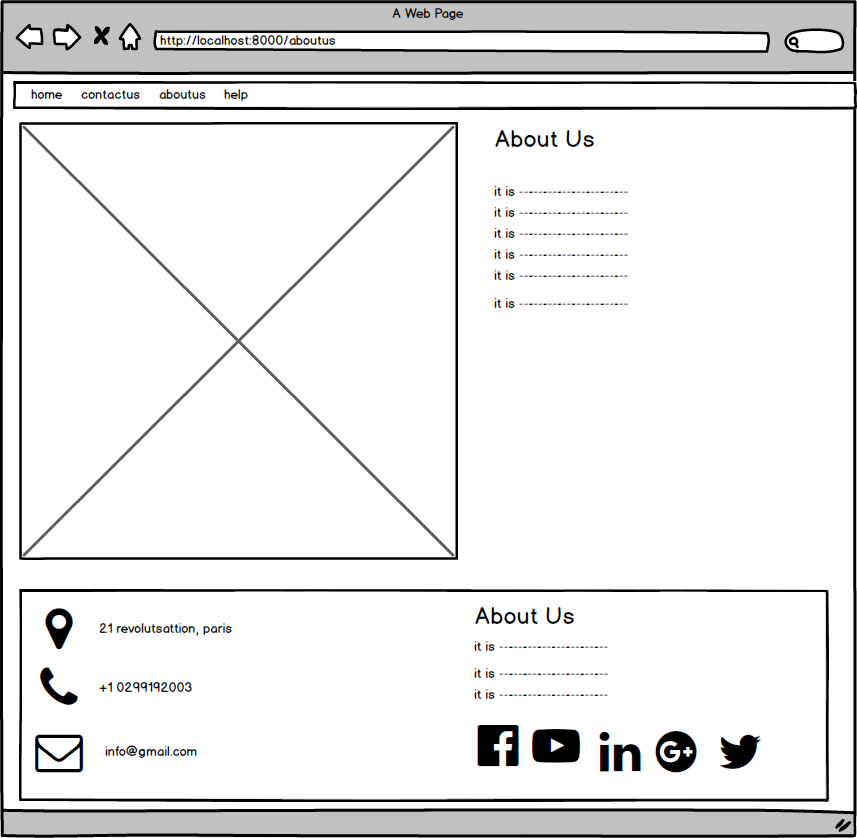 A Web Page
http://localhost:8000/aboutus
home contactus aboutus help
About Us
it is -----------------------
it is -----------------------
it is -----------------------
it is -----------------------
it is -----------------------
it is -----------------------
21 revolutsattion, paris
+1 0299192003
info@gmail.com
About Us
it is -----------------------
it is -----------------------
it is -----------------------
in
G+